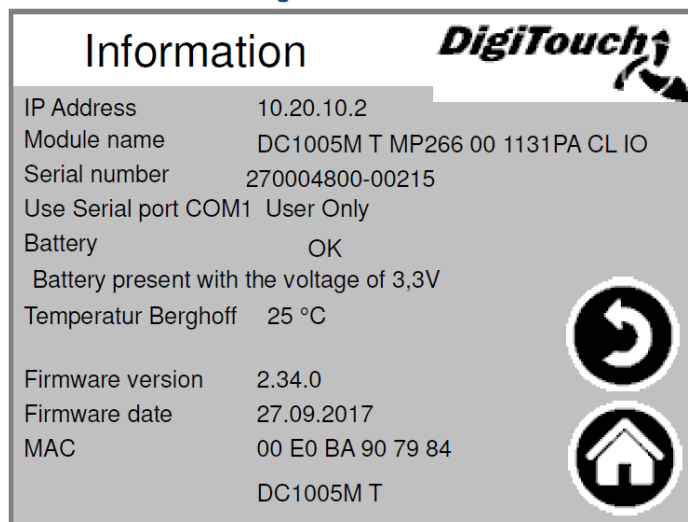 Information
DigiTouch
IP Address 10.20.10.2
Module name DC1005M T MP266 00 1131PA CL IO
Serial number 270004800-00215
Use Serial port COM1 User Only
Battery OK
Battery present with the voltage of 3,3V
Temperatur Berghoff 25 °C
Firmware version 2.34.0
Firmware date 27.09.2017
MAC 00 E0 BA 90 79 84
DC1005M T